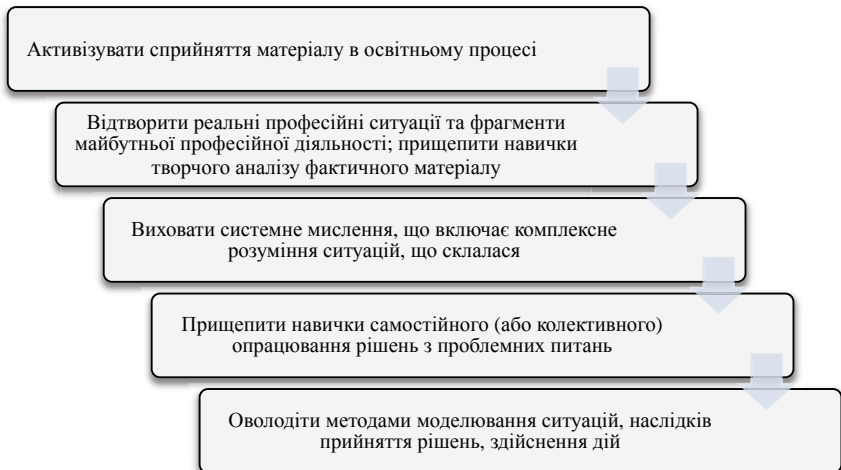 Активізувати сприйняття матеріалу в освітньому процесі
Відтворити реальні професійні ситуації та фрагменти
майбутньої професійної діяльності; прищепити навички
творчого аналізу фактичного матеріалу
Виховати системне мислення, що включає комплексне
розуміння ситуацій, що склалася
Прищепити навички самостійного (або колективного)
опрацювання рішень з проблемних питань
Оволодіти методами моделювання ситуацій, наслідків
прийняття рішень, здійснення дій